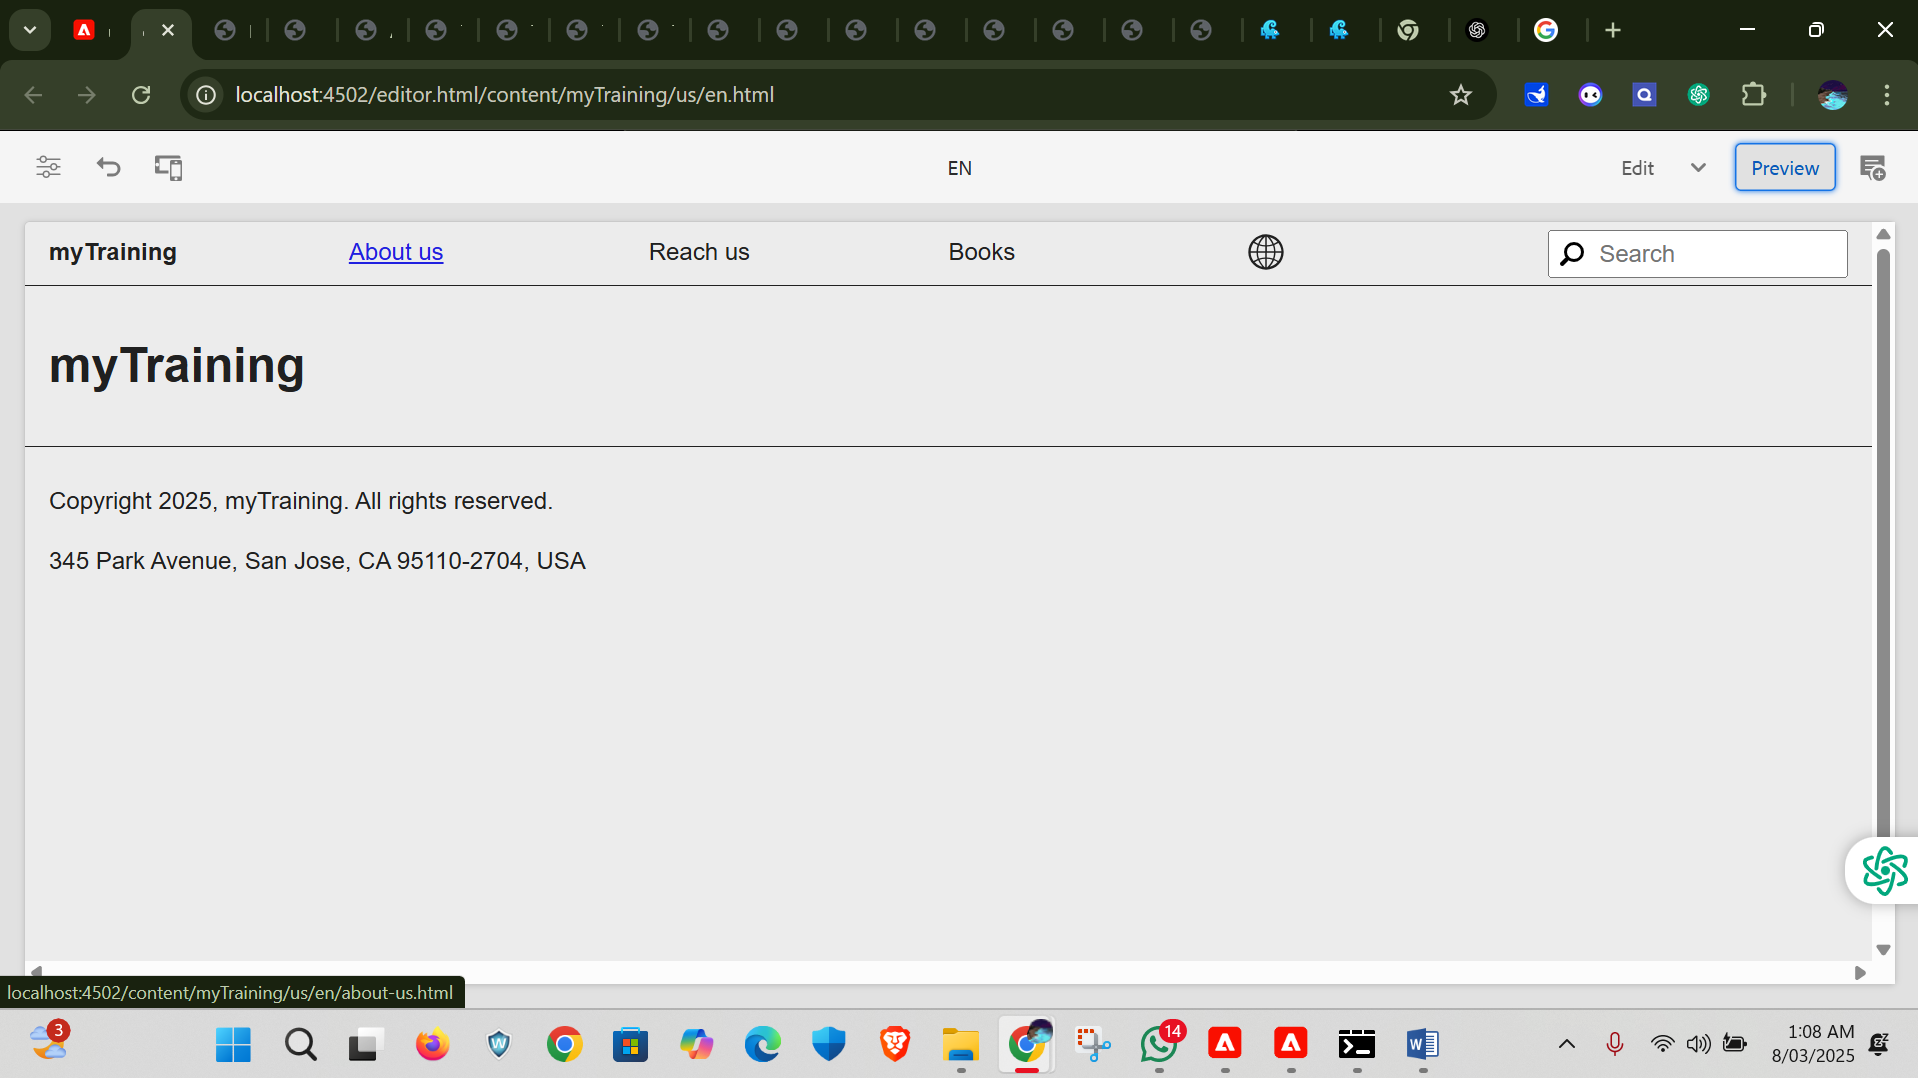 localhost:4502/editor.html/content/myTraining/us/en.html
EN
Edit
Preview
myTraining
About us
Reach us
Books
Search
myTraining
Copyright 2025, myTraining. All rights reserved.
345 Park Avenue, San Jose, CA 95110-2704, USA
localhost:4502/content/myTraining/us/en/about-us.html
3
14
1:08 AM
8/03/2025